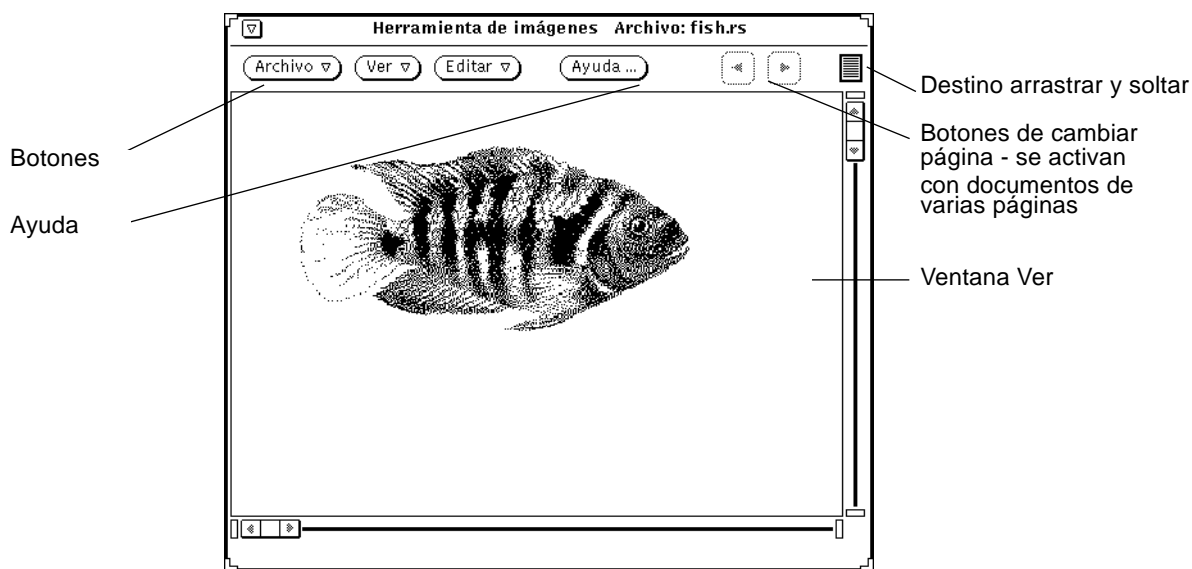 Herramienta de imágenes Archivo: fish.rs
Archivo Ver Editar Ayuda ...
Destino arrastrar y soltar
Botones de cambiar
página - se activan
con documentos de
varias páginas
Botones
Ayuda
Ventana Ver